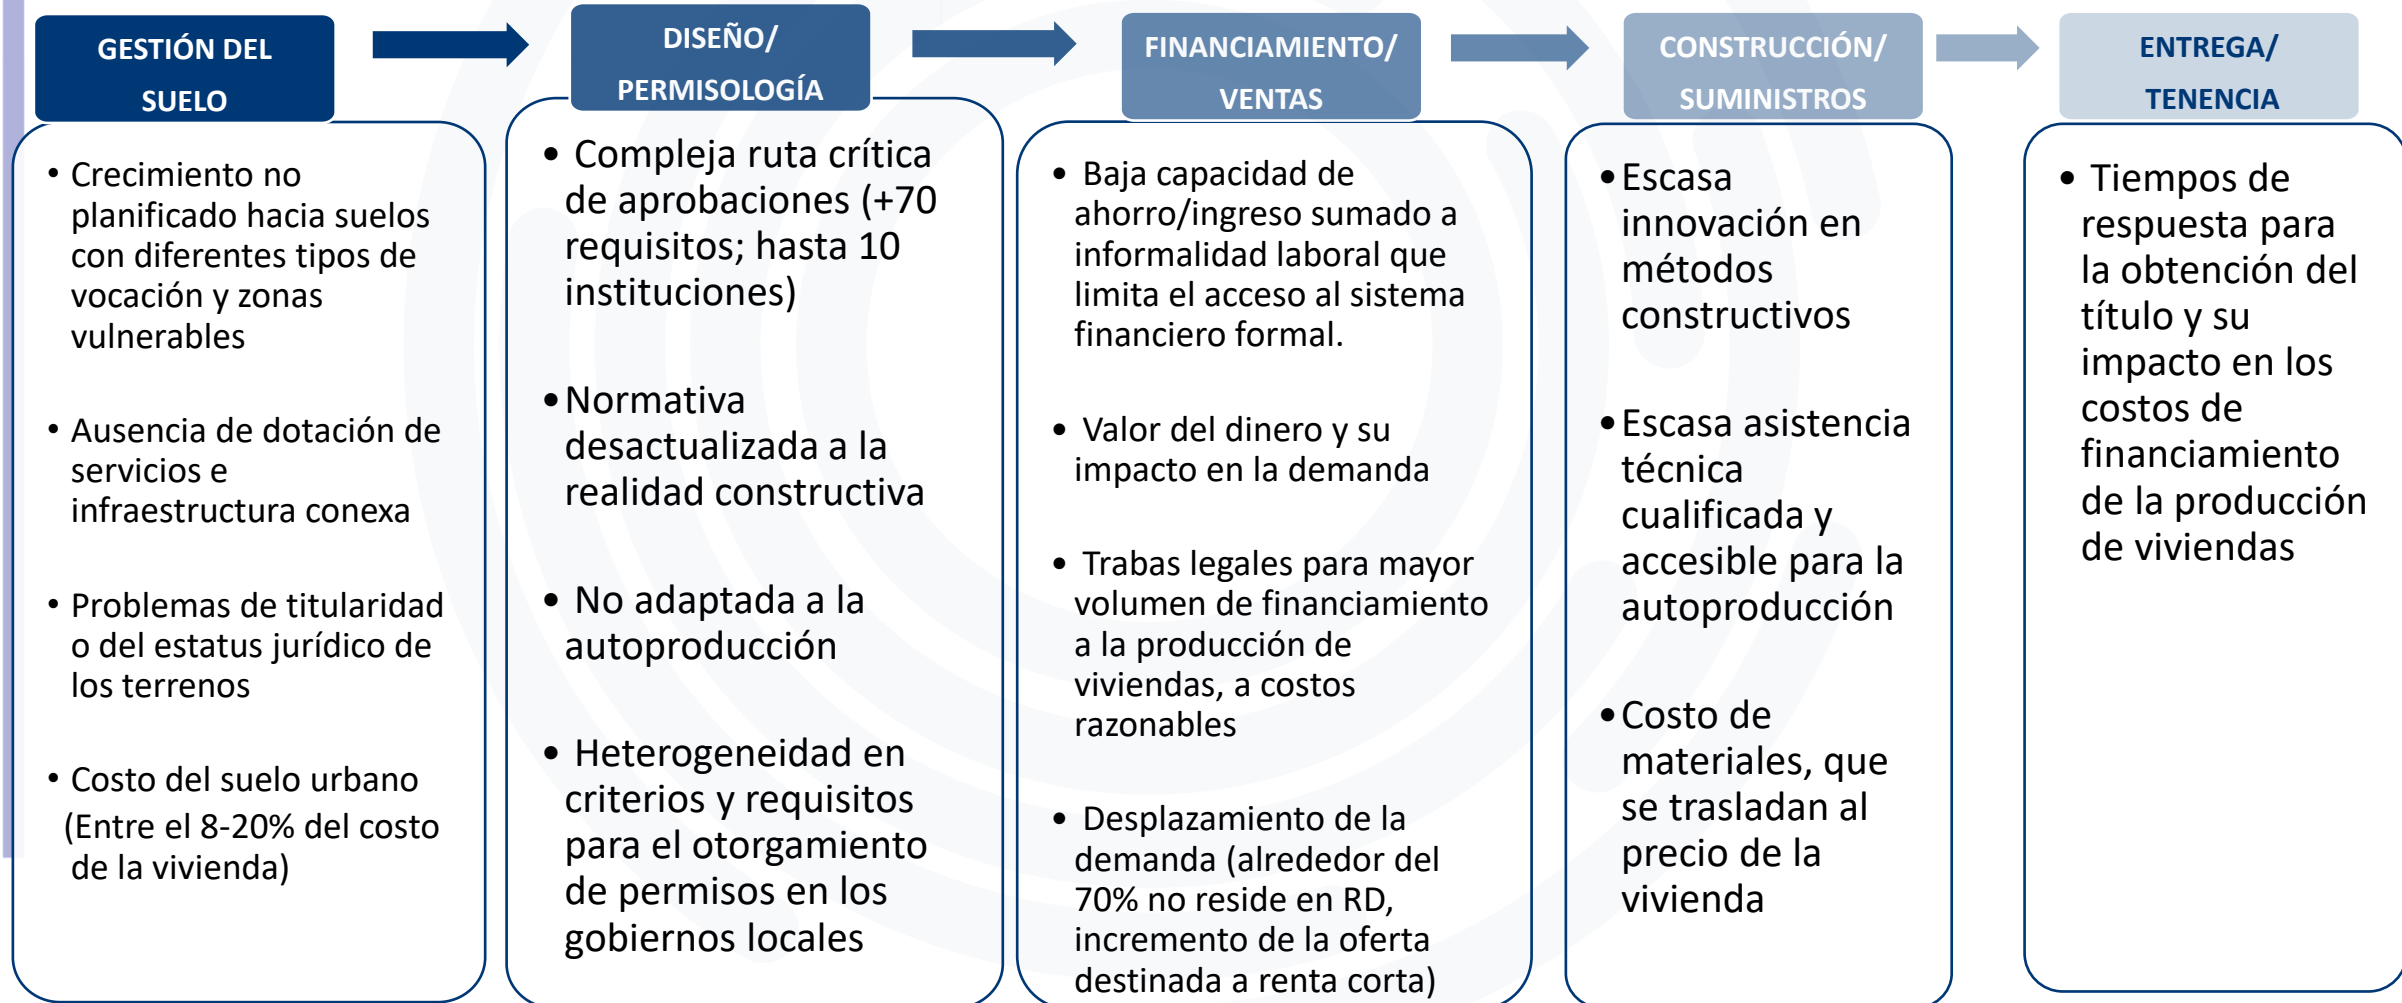 GESTIÓN DEL
SUELO
• Crecimiento no
planificado hacia suelos
con diferentes tipos de
vocación y zonas
vulnerables
• Ausencia de dotación de
servicios e
infraestructura conexa
• Problemas de titularidad
o del estatus jurídico de
los terrenos
• Costo del suelo urbano
(Entre el 8-20% del costo
de la vivienda)
DISEÑO/
PERMISOLOGÍA
• Compleja ruta crítica
de aprobaciones (+70
requisitos; hasta 10
instituciones)
• Normativa
desactualizada a la
realidad constructiva
• No adaptada a la
autoproducción
• Heterogeneidad en
criterios y requisitos
para el otorgamiento
de permisos en los
gobiernos locales
FINANCIAMIENTO/
VENTAS
• Baja capacidad de
ahorro/ingreso sumado a
informalidad laboral que
limita el acceso al sistema
financiero formal.
• Valor del dinero y su
impacto en la demanda
• Trabas legales para mayor
volumen de financiamiento
a la producción de
viviendas, a costos
razonables
• Desplazamiento de la
demanda (alrededor del
70% no reside en RD,
incremento de la oferta
destinada a renta corta)
CONSTRUCCIÓN/
SUMINISTROS
• Escasa
innovación en
métodos
constructivos
• Escasa asistencia
técnica
cualificada y
accesible para la
autoproducción
• Costo de
materiales, que
se trasladan al
precio de la
vivienda
ENTREGA/
TENENCIA
• Tiempos de
respuesta para
la obtención del
título y su
impacto en los
costos de
financiamiento
de la producción
de viviendas